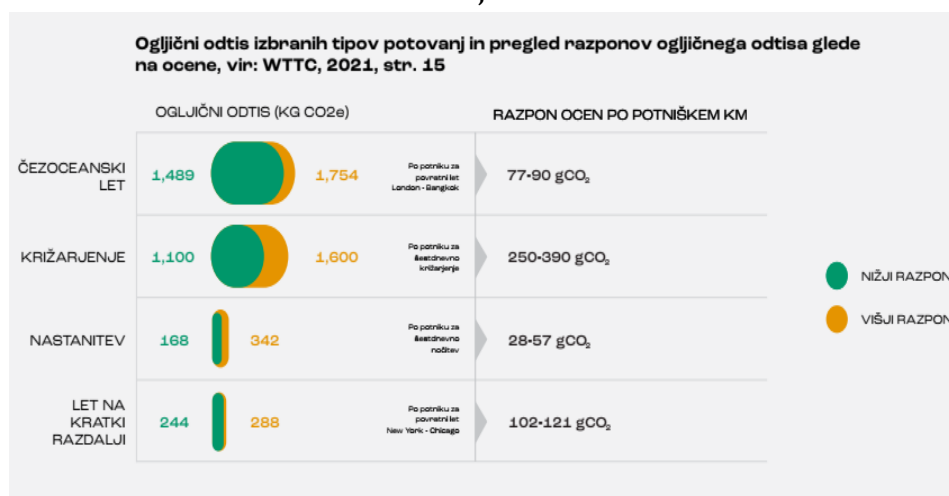 Ogljični odtis izbranih tipov potovanj in pregled razponov ogljičnega odtisa glede
na ocene, vir: WTTC, 2021, str. 15
OGLJIČNI ODTIS (KG CO2e)
RAZPON OCEN PO POTNIŠKEM KM
ČEZOCEANSKI
LET
1,489
1,754
Po potniku za
povratni let
London - Bangkok
77-90 gCO₂
KRIŽARJENJE
1,100
1,600
Po potniku za
šestdnevno
križarjenje
250-390 gCO₂
NASTANITEV
168
342
Po potniku za
šestdnevno
nočitev
28-57 gCO₂
LET NA
KRATKI
RAZDALJI
244
288
Po potniku za
povratni let
New York - Chicago
102-121 gCO₂
NIŽJI RAZPON
VIŠJI RAZPON